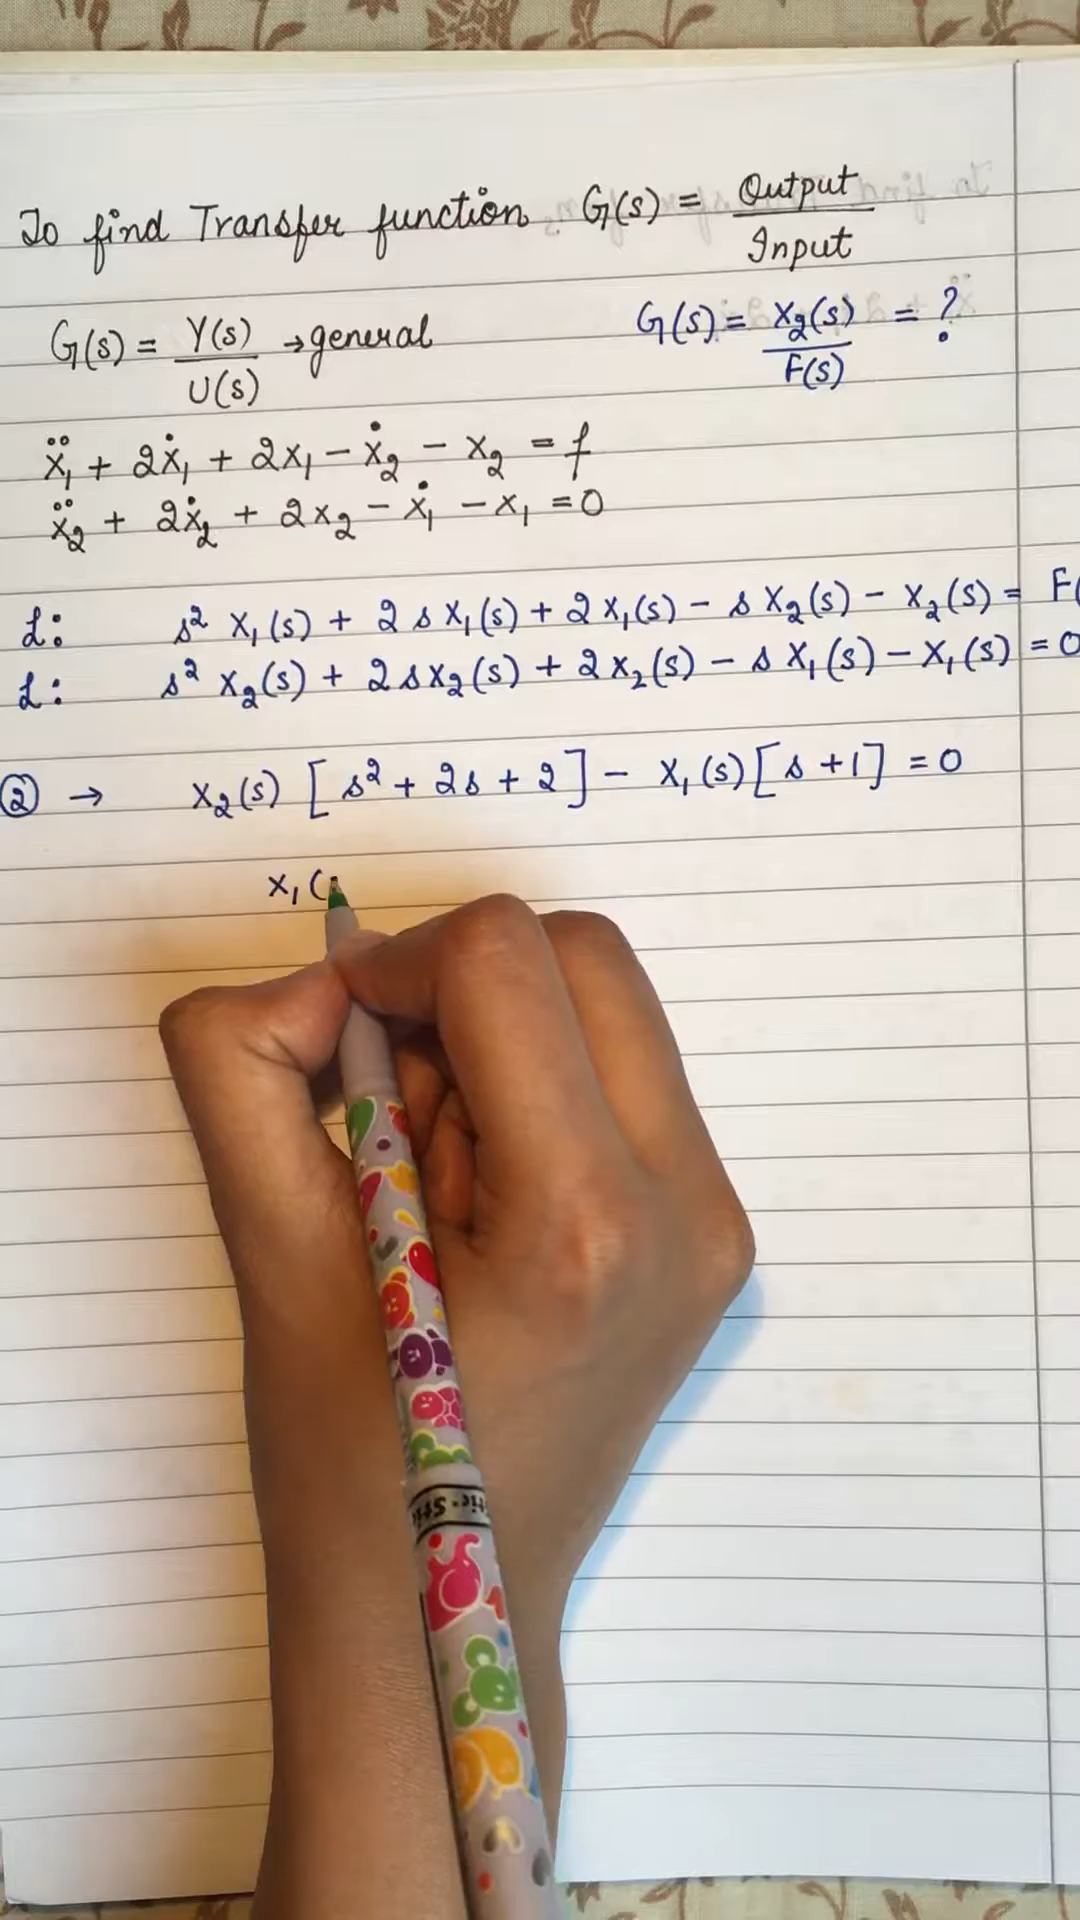 To find Transfer function G(s) = Output / Input
G(s) = Y(s) / U(s) → general
G(s) = X₂(s) / F(s) = ?
ẍ₁ + 2ẋ₁ + 2x₁ - ẋ₂ - x₂ = f
ẍ₂ + 2ẋ₂ + 2x₂ - ẋ₁ - x₁ = 0
L: s² X₁(s) + 2s X₁(s) + 2 X₁(s) - s X₂(s) - X₂(s) = F(
L: s² X₂(s) + 2s X₂(s) + 2 X₂(s) - s X₁(s) - X₁(s) = 0
② → X₂(s) [s² + 2s + 2] - X₁(s) [s + 1] = 0
X₁(